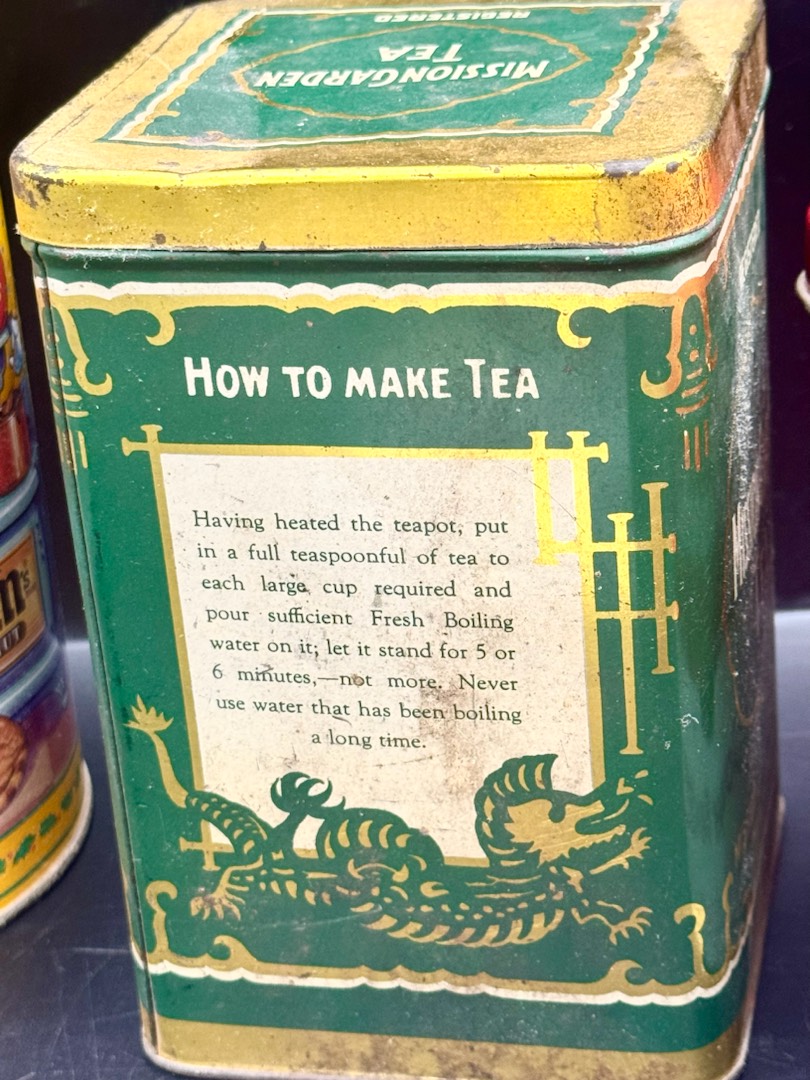 REGISTERED
MISSION GARDEN
TEA
HOW TO MAKE TEA
Having heated the teapot, put
in a full teaspoonful of tea to
each large cup required and
pour sufficient Fresh Boiling
water on it; let it stand for 5 or
6 minutes,—not more. Never
use water that has been boiling
a long time.